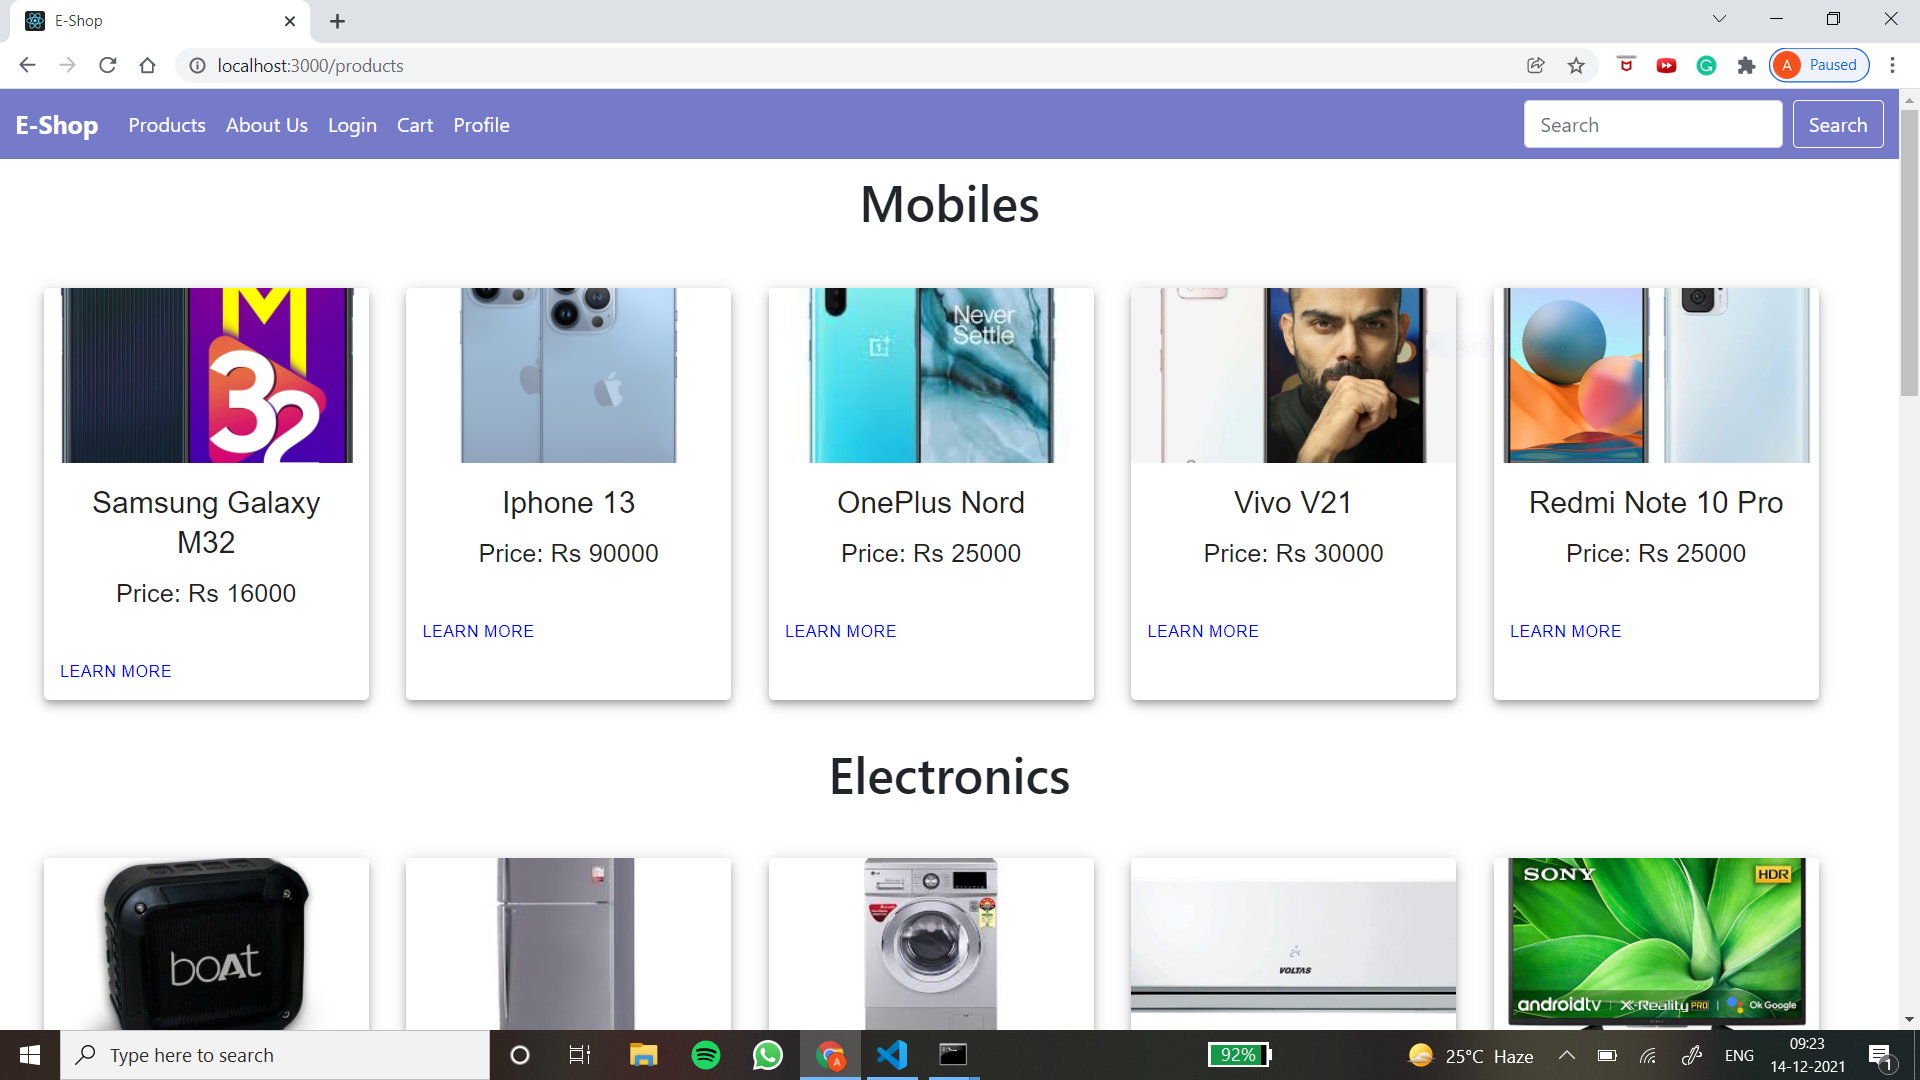 E-Shop
localhost:3000/products
A Paused
E-Shop Products About Us Login Cart Profile Search Search
Mobiles
M
32
NEVER
SETTLE
Samsung Galaxy
M32
Price: Rs 16000
LEARN MORE
Iphone 13
Price: Rs 90000
LEARN MORE
OnePlus Nord
Price: Rs 25000
LEARN MORE
Vivo V21
Price: Rs 30000
LEARN MORE
Redmi Note 10 Pro
Price: Rs 25000
LEARN MORE
Electronics
boAt
LG
24
VOLTAS
SONY HDR
androidtv X-Reality PRO Ok Google
Type here to search
A
92%
25°C Haze
ENG
09:23
14-12-2021
1